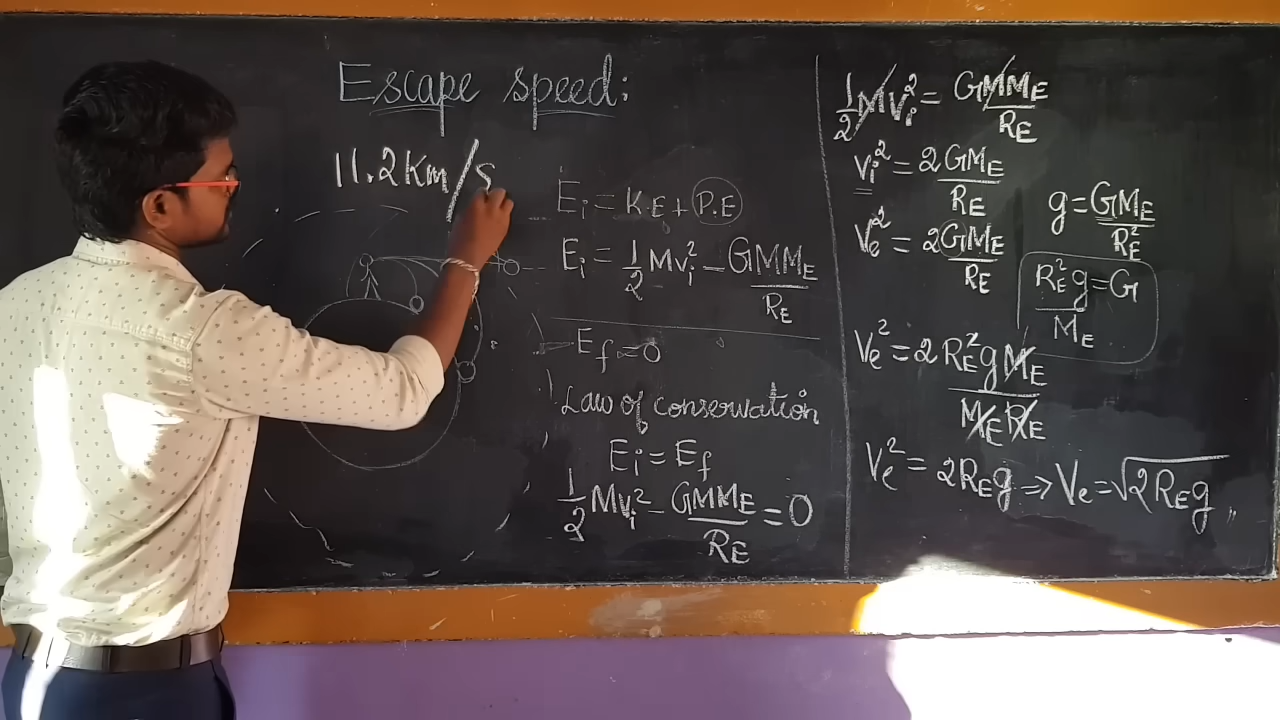 Escape speed:
11.2 Km/s
Ei = K.E + P.E
Ei = 1/2 Mvi² - GMME/RE
Ef = 0
Law of conservation
Ei = Ef
1/2 Mvi² - GMME/RE = 0
1/2 Mvi² = GMME/RE
vi² = 2GME/RE
Ve² = 2GME/RE
g = GME/RE²
RE²g/ME = G
Ve² = 2 RE²gME/MERE
Ve² = 2REg ⇒ Ve = √2REg